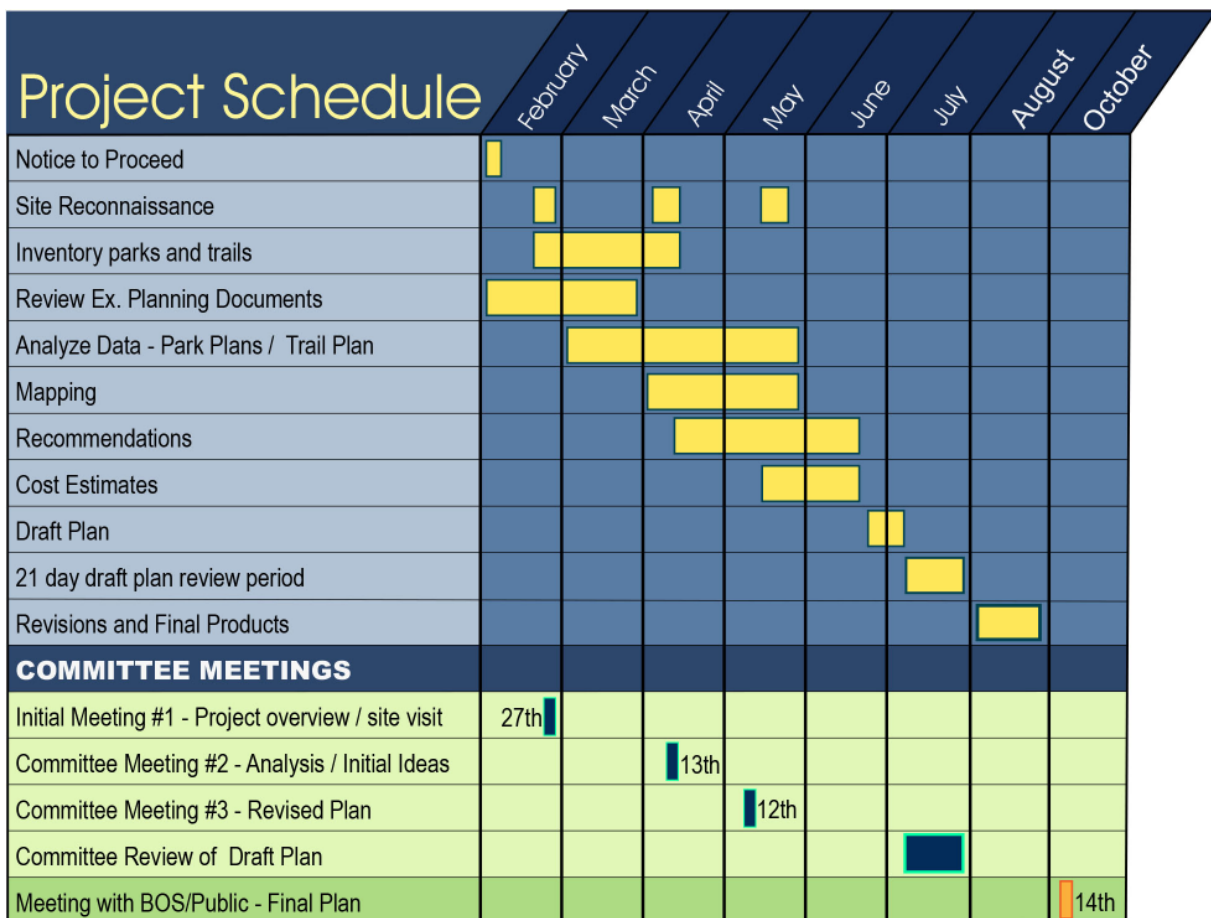 Project Schedule
February
March
April
May
June
July
August
October
Notice to Proceed
Site Reconnaissance
Inventory parks and trails
Review Ex. Planning Documents
Analyze Data - Park Plans / Trail Plan
Mapping
Recommendations
Cost Estimates
Draft Plan
21 day draft plan review period
Revisions and Final Products
COMMITTEE MEETINGS
Initial Meeting #1 - Project overview / site visit 27th
Committee Meeting #2 - Analysis / Initial Ideas 13th
Committee Meeting #3 - Revised Plan 12th
Committee Review of Draft Plan
Meeting with BOS/Public - Final Plan 14th